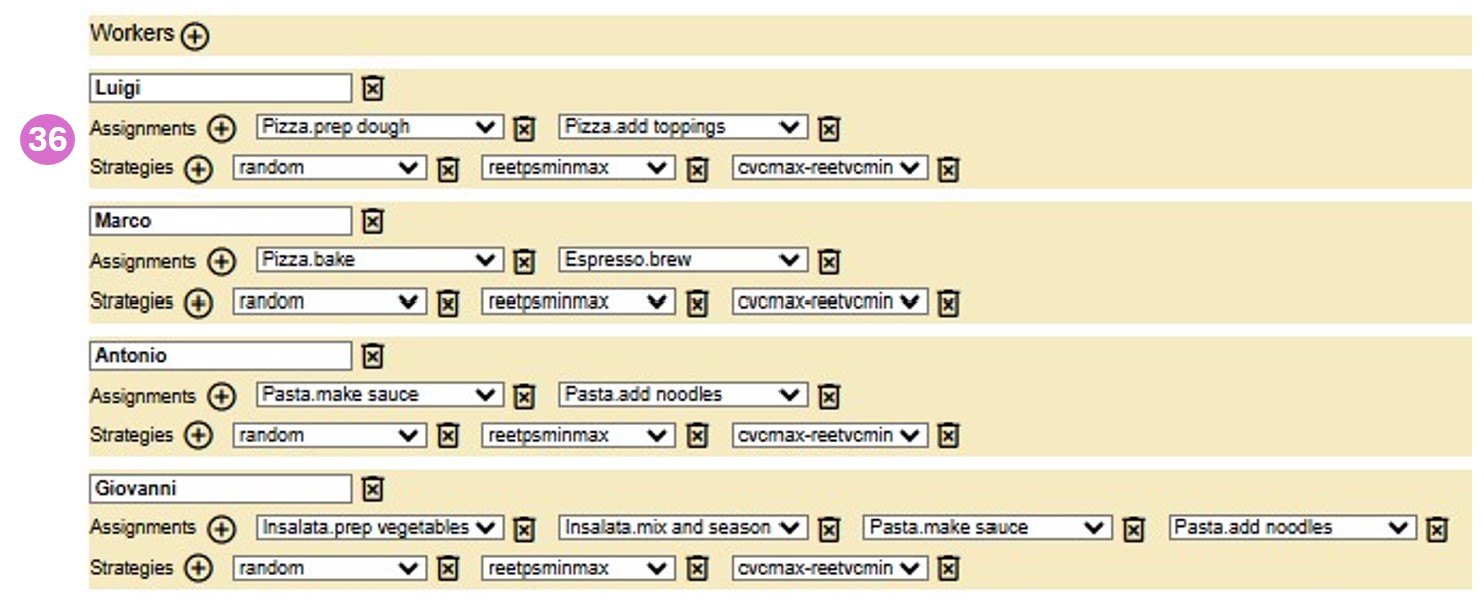 Workers
Luigi
36
Assignments Pizza.prep dough Pizza.add toppings
Strategies random reetpsminmax cvcmax-reetvcmin
Marco
Assignments Pizza.bake Espresso.brew
Strategies random reetpsminmax cvcmax-reetvcmin
Antonio
Assignments Pasta.make sauce Pasta.add noodles
Strategies random reetpsminmax cvcmax-reetvcmin
Giovanni
Assignments Insalata.prep vegetables Insalata.mix and season Pasta.make sauce Pasta.add noodles
Strategies random reetpsminmax cvcmax-reetvcmin